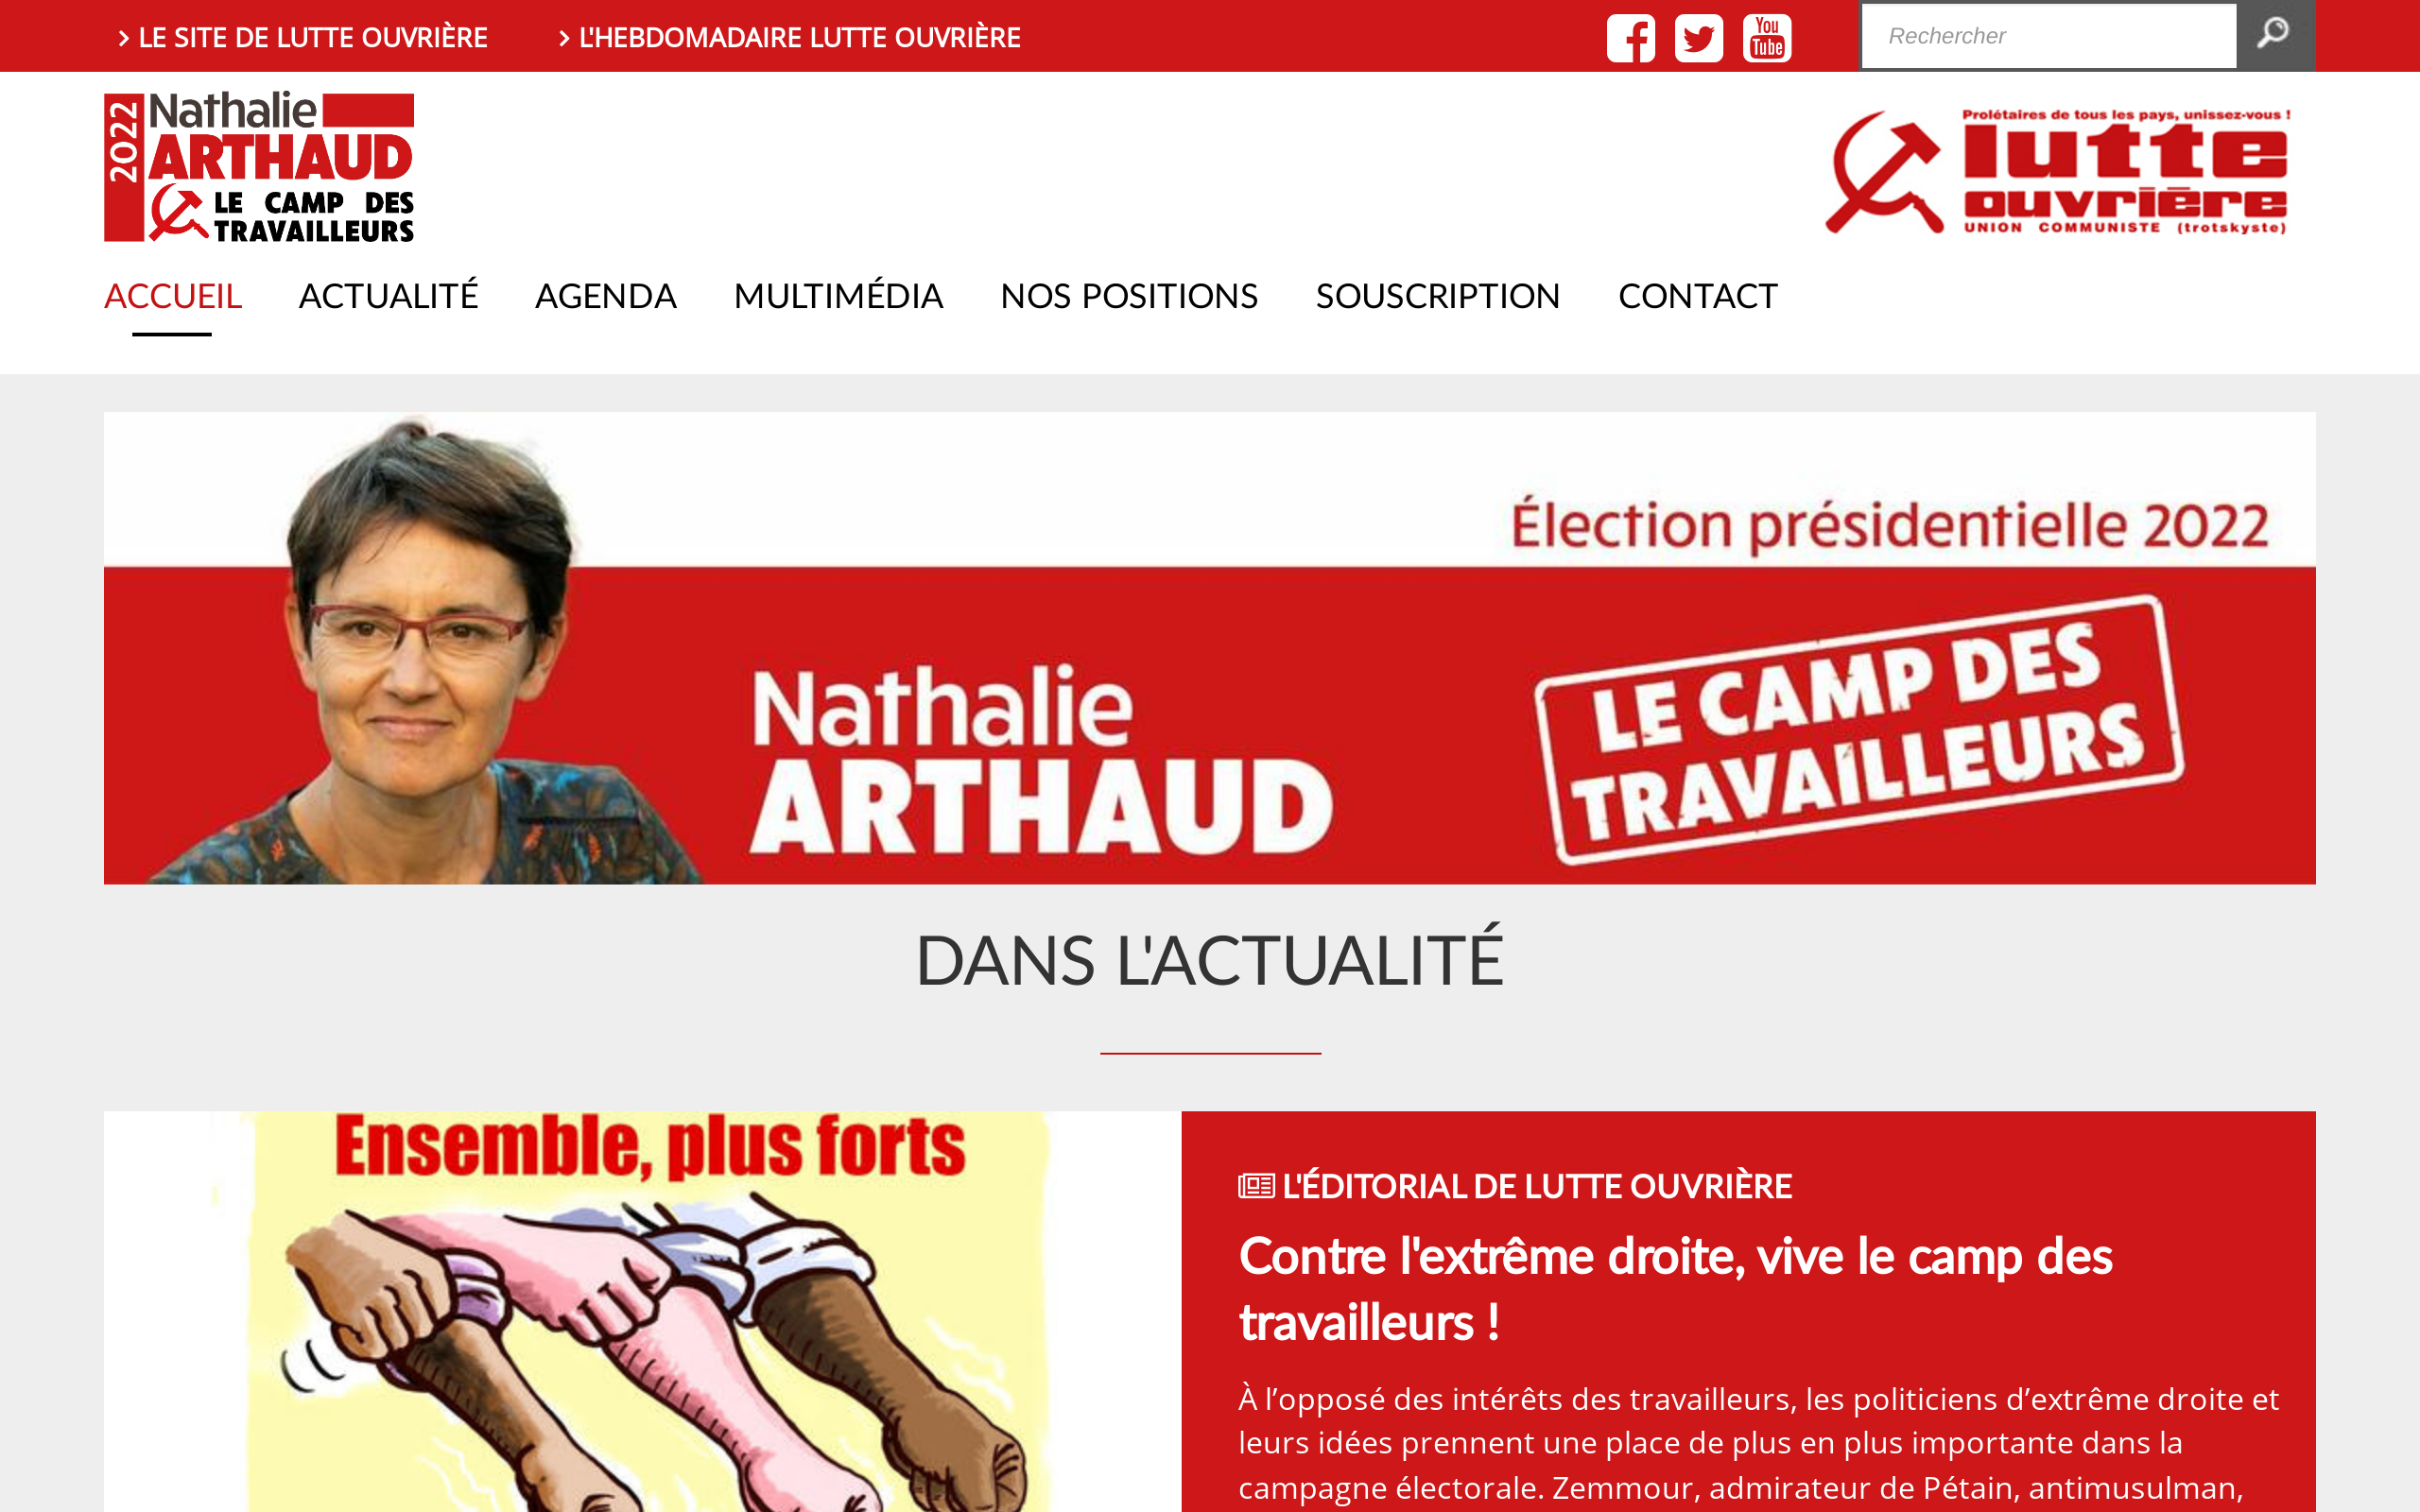 LE SITE DE LUTTE OUVRIÈRE
L'HEBDOMADAIRE LUTTE OUVRIÈRE
You
Tube
Rechercher
2022
Nathalie
ARTHAUD
LE CAMP DES
TRAVAILLEURS
Prolétaires de tous les pays, unissez-vous !
lutte
ouvrière
UNION COMMUNISTE (trotskyste)
ACCUEIL
ACTUALITÉ
AGENDA
MULTIMÉDIA
NOS POSITIONS
SOUSCRIPTION
CONTACT
Élection présidentielle 2022
Nathalie
ARTHAUD
LE CAMP DES
TRAVAILLEURS
DANS L'ACTUALITÉ
Ensemble, plus forts
L'ÉDITORIAL DE LUTTE OUVRIÈRE
Contre l'extrême droite, vive le camp des
travailleurs !
À l’opposé des intérêts des travailleurs, les politiciens d’extrême droite et
leurs idées prennent une place de plus en plus importante dans la
campagne électorale. Zemmour, admirateur de Pétain, antimusulman,